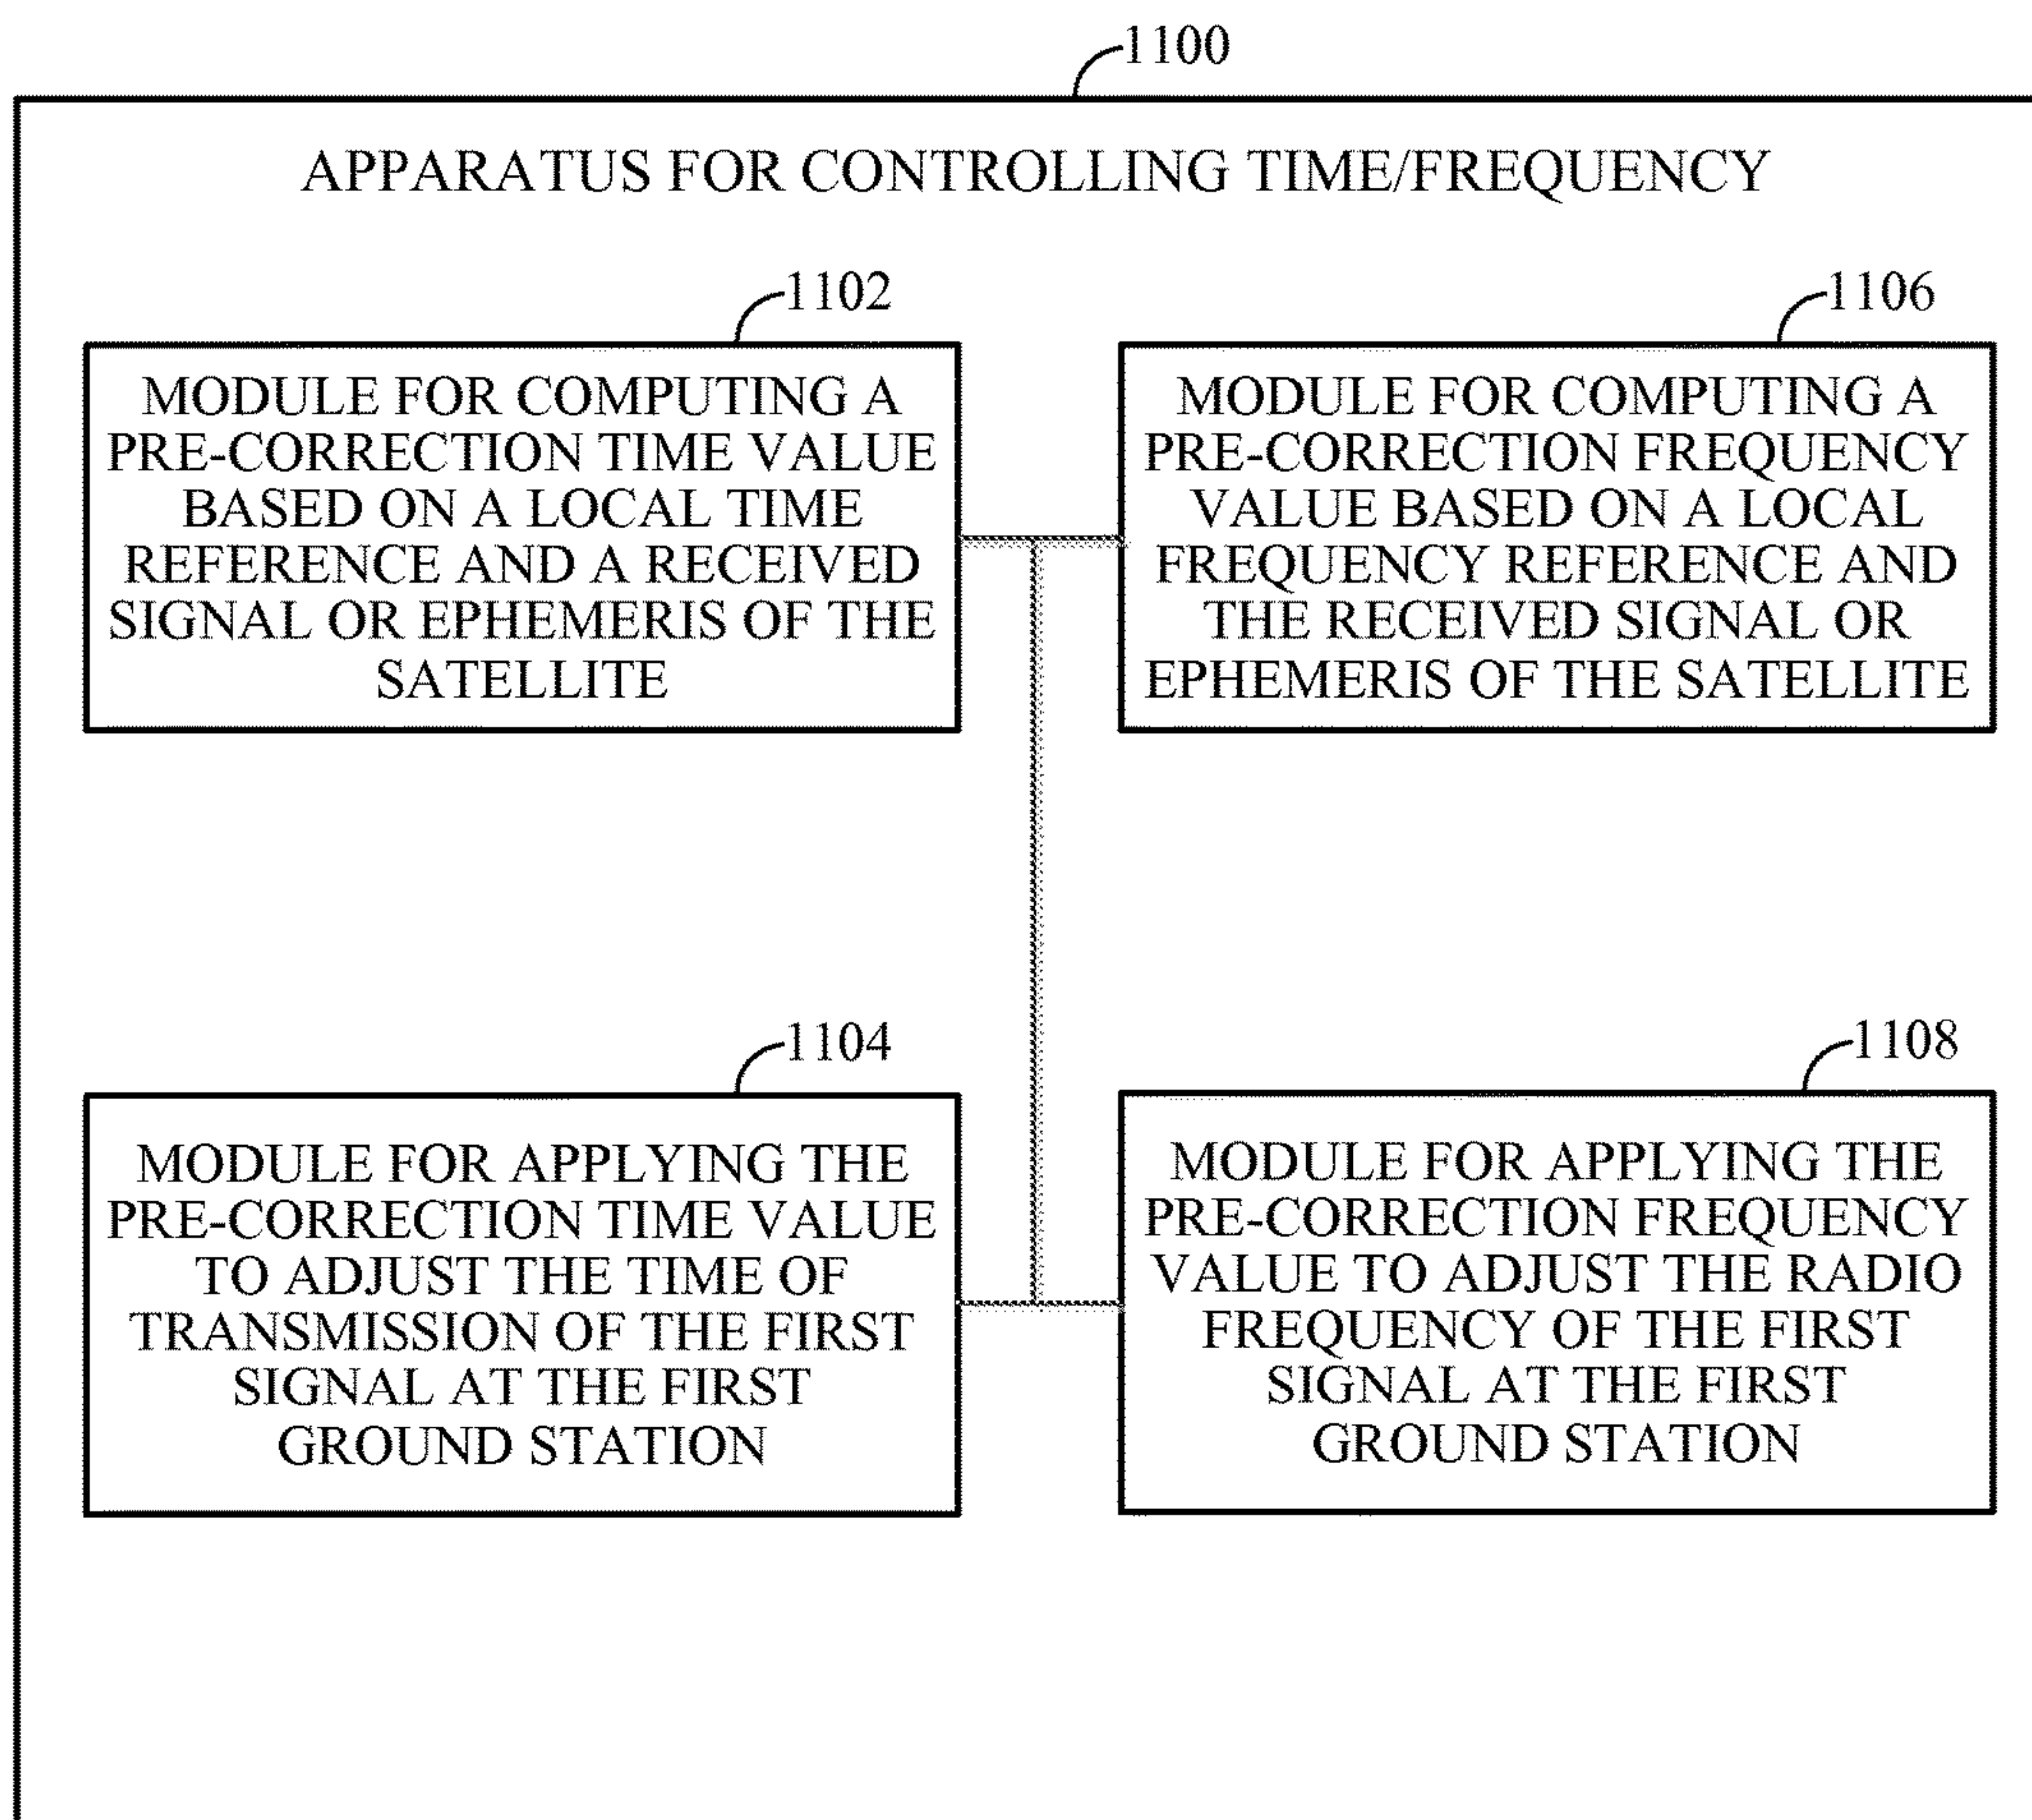 1100
APPARATUS FOR CONTROLLING TIME/FREQUENCY
1102
MODULE FOR COMPUTING A
PRE-CORRECTION TIME VALUE
BASED ON A LOCAL TIME
REFERENCE AND A RECEIVED
SIGNAL OR EPHEMERIS OF THE
SATELLITE
1106
MODULE FOR COMPUTING A
PRE-CORRECTION FREQUENCY
VALUE BASED ON A LOCAL
FREQUENCY REFERENCE AND
THE RECEIVED SIGNAL OR
EPHEMERIS OF THE SATELLITE
1104
MODULE FOR APPLYING THE
PRE-CORRECTION TIME VALUE
TO ADJUST THE TIME OF
TRANSMISSION OF THE FIRST
SIGNAL AT THE FIRST
GROUND STATION
1108
MODULE FOR APPLYING THE
PRE-CORRECTION FREQUENCY
VALUE TO ADJUST THE RADIO
FREQUENCY OF THE FIRST
SIGNAL AT THE FIRST
GROUND STATION